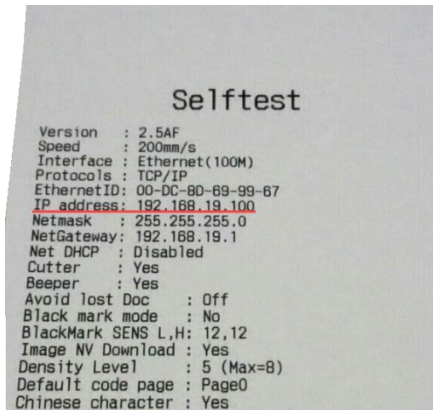 Selftest
Version : 2.5AF
Speed : 200mm/s
Interface : Ethernet(100M)
Protocols : TCP/IP
EthernetID: 00-DC-8D-69-99-67
IP address: 192.168.19.100
Netmask : 255.255.255.0
NetGateway: 192.168.19.1
Net DHCP : Disabled
Cutter : Yes
Beeper : Yes
Avoid lost Doc : Off
Black mark mode : No
BlackMark SENS L,H: 12,12
Image NV Download : Yes
Density Level : 5 (Max=8)
Default code page : Page0
Chinese character : Yes